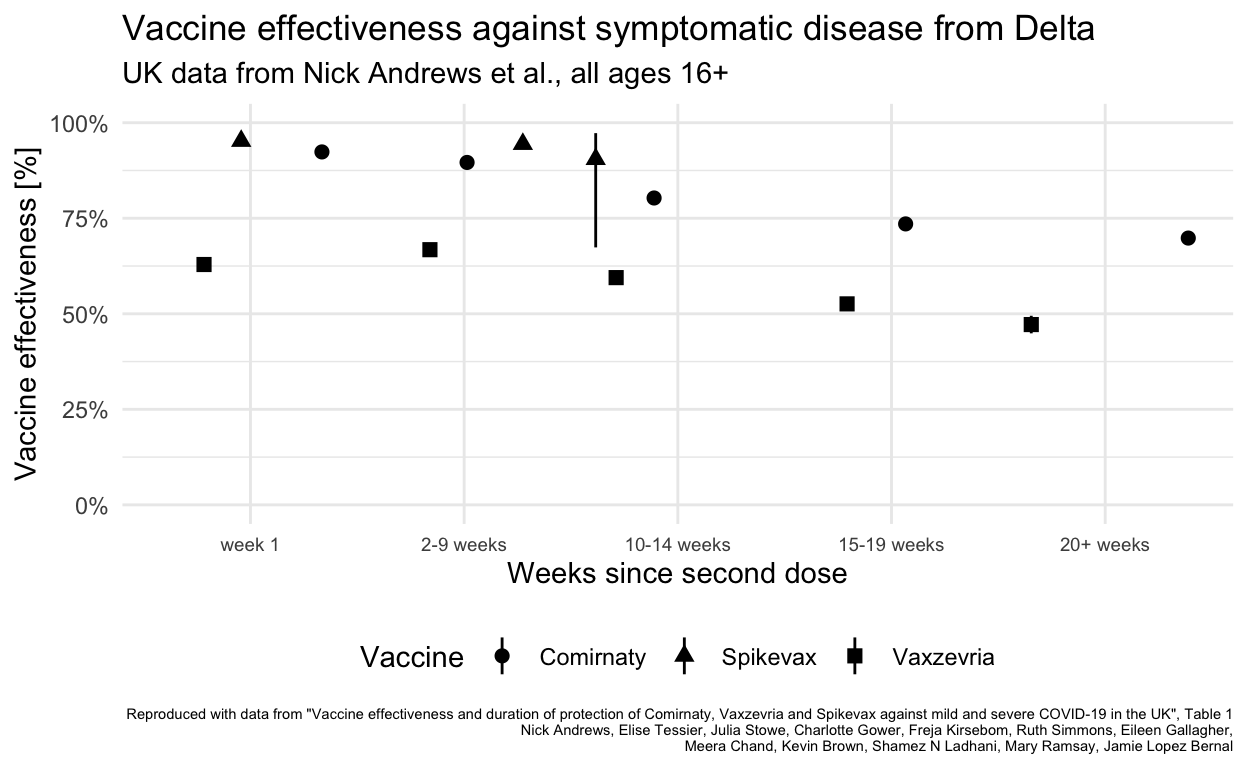 Vaccine effectiveness against symptomatic disease from Delta
UK data from Nick Andrews et al., all ages 16+
Vaccine effectiveness [%]
100%
75%
50%
25%
0%
week 1 2-9 weeks 10-14 weeks 15-19 weeks 20+ weeks
Weeks since second dose
Vaccine Comirnaty Spikevax Vaxzevria
Reproduced with data from "Vaccine effectiveness and duration of protection of Comirnaty, Vaxzevria and Spikevax against mild and severe COVID-19 in the UK", Table 1
Nick Andrews, Elise Tessier, Julia Stowe, Charlotte Gower, Freja Kirsebom, Ruth Simmons, Eileen Gallagher,
Meera Chand, Kevin Brown, Shamez N Ladhani, Mary Ramsay, Jamie Lopez Bernal